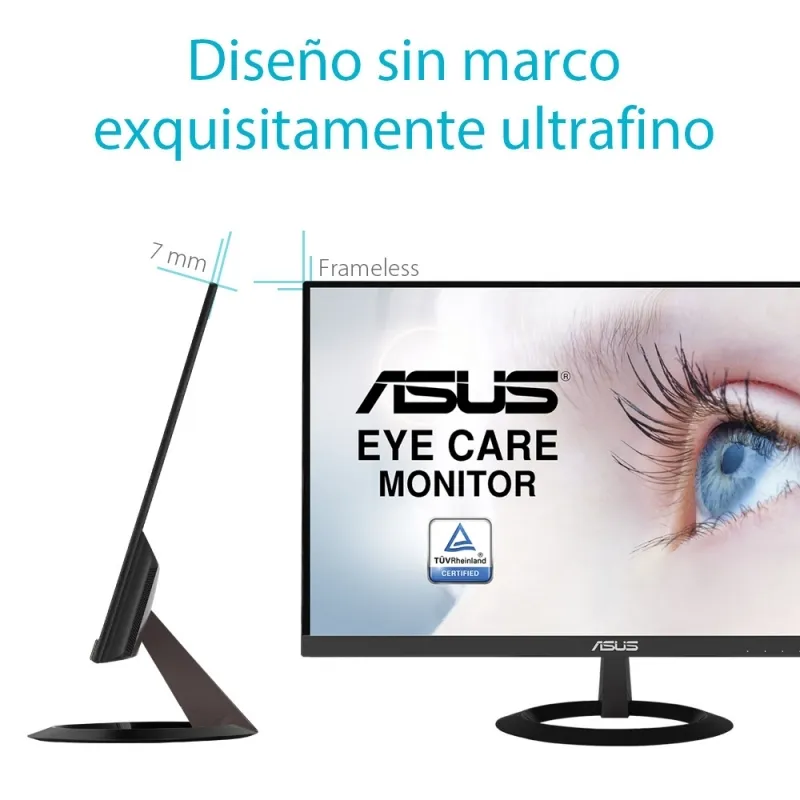 Diseño sin marco
exquisitamente ultrafino
7 mm
Frameless
ASUS®
EYE CARE
MONITOR
TÜVRheinland®
CERTIFIED
ASUS